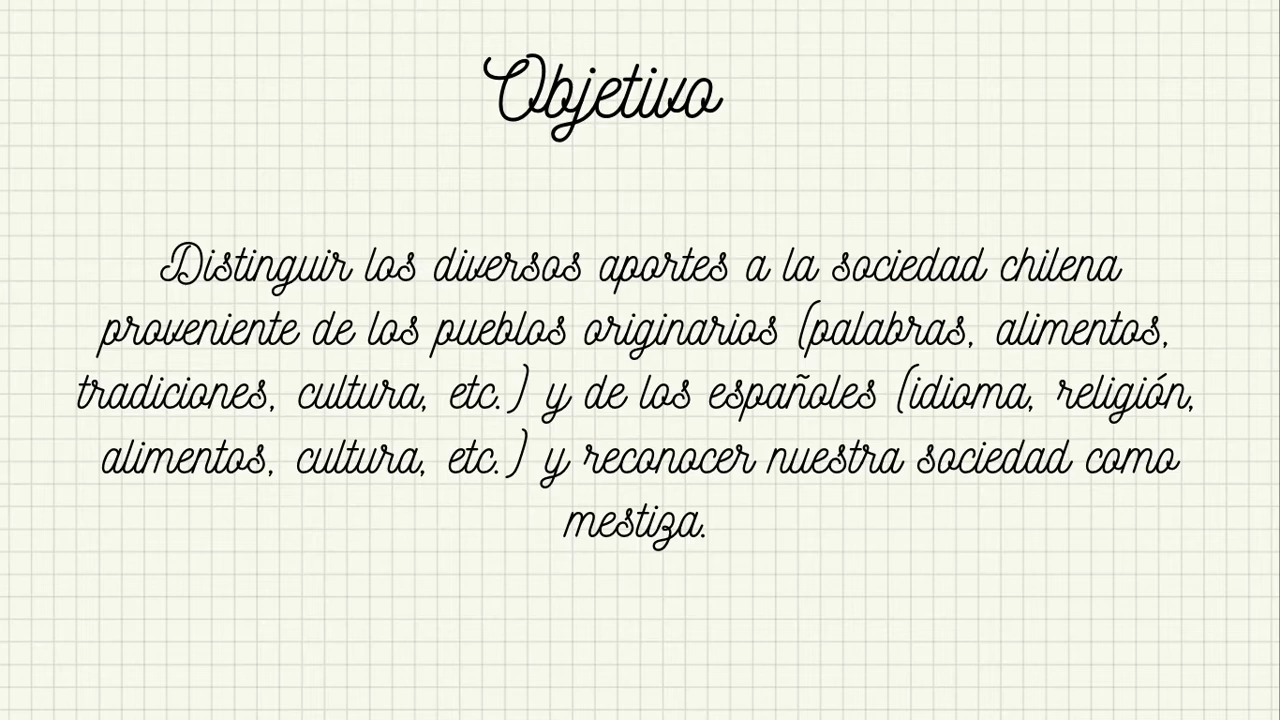 Objetivo
Distinguir los diversos aportes a la sociedad chilena
proveniente de los pueblos originarios (palabras, alimentos,
tradiciones, cultura, etc.) y de los españoles (idioma, religión,
alimentos, cultura, etc.) y reconocer nuestra sociedad como
mestiza.